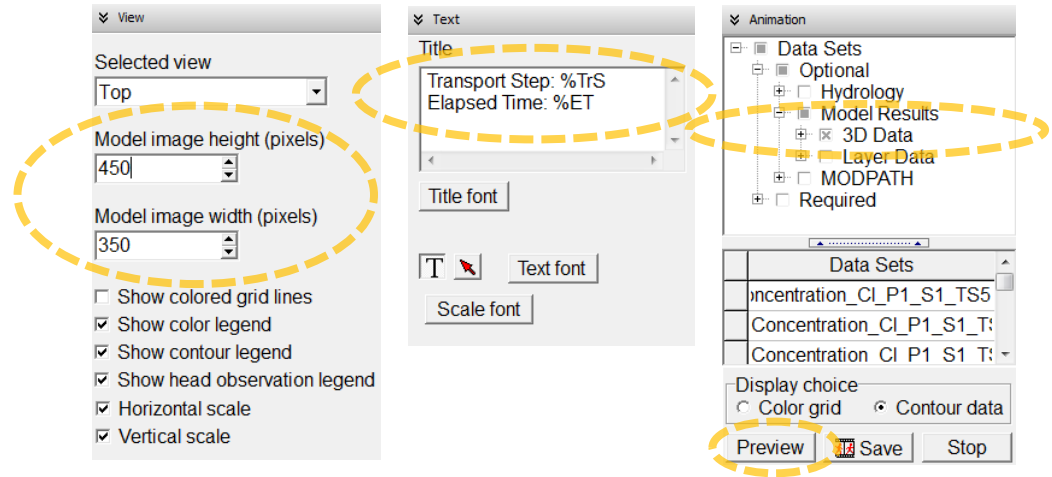 View
Selected view
Top
Model image height (pixels)
450
Model image width (pixels)
350
Show colored grid lines
Show color legend
Show contour legend
Show head observation legend
Horizontal scale
Vertical scale
Text
Title
Transport Step: %TrS
Elapsed Time: %ET
Title font
T
Text font
Scale font
Animation
Data Sets
Optional
Hydrology
Model Results
3D Data
Layer Data
MODPATH
Required
Data Sets
oncentration_Cl_P1_S1_TS5
Concentration_Cl_P1_S1_TS
Concentration_Cl_P1_S1_TS
Display choice
Color grid Contour data
Preview Save Stop